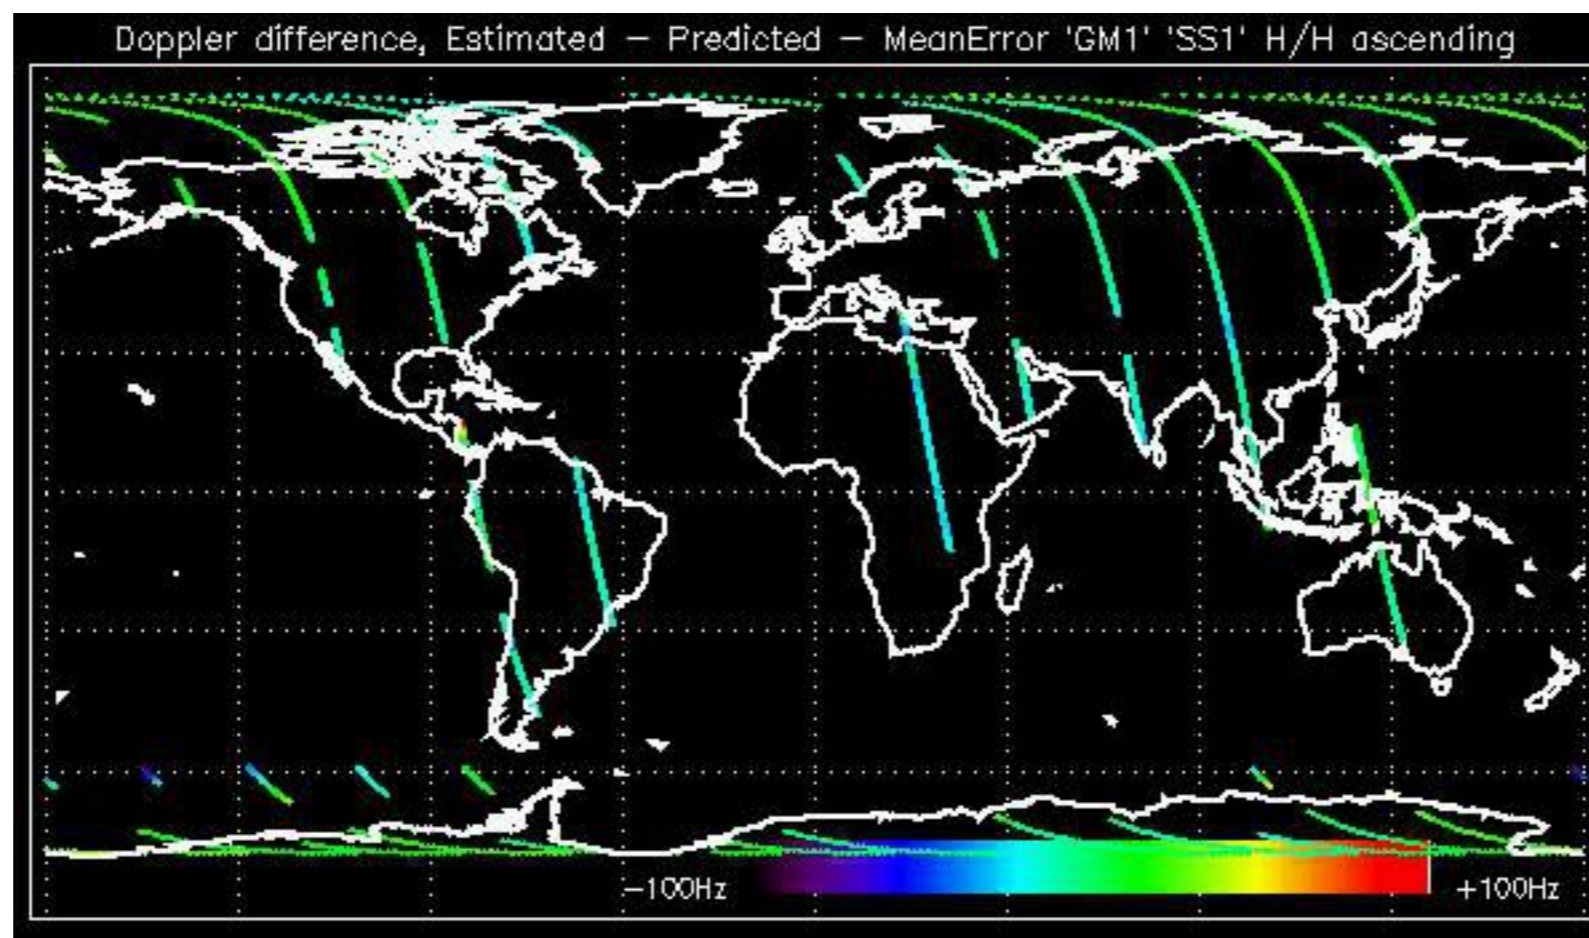 Doppler difference, Estimated – Predicted – MeanError 'GM1' 'SS1' H/H ascending
–100Hz
+100Hz